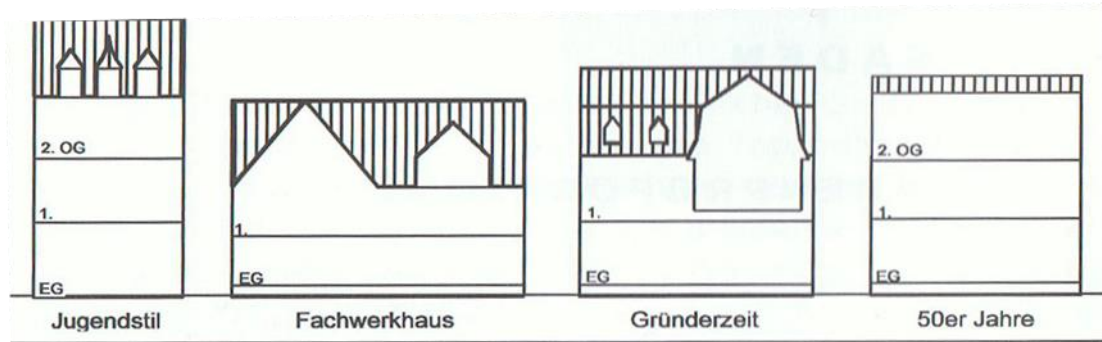 2. OG
1.
EG
Jugendstil
1.
EG
Fachwerkhaus
1.
EG
Gründerzeit
2. OG
1.
EG
50er Jahre